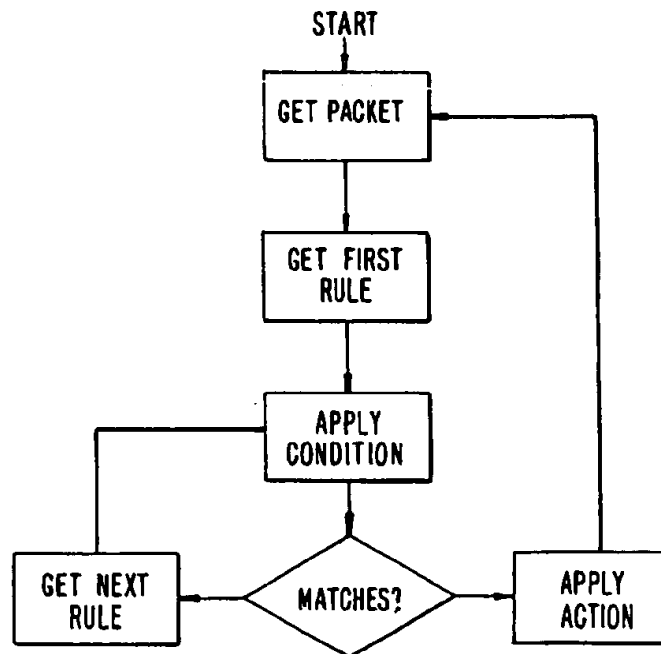 START
GET PACKET
GET FIRST
RULE
APPLY
CONDITION
MATCHES?
GET NEXT
RULE
APPLY
ACTION